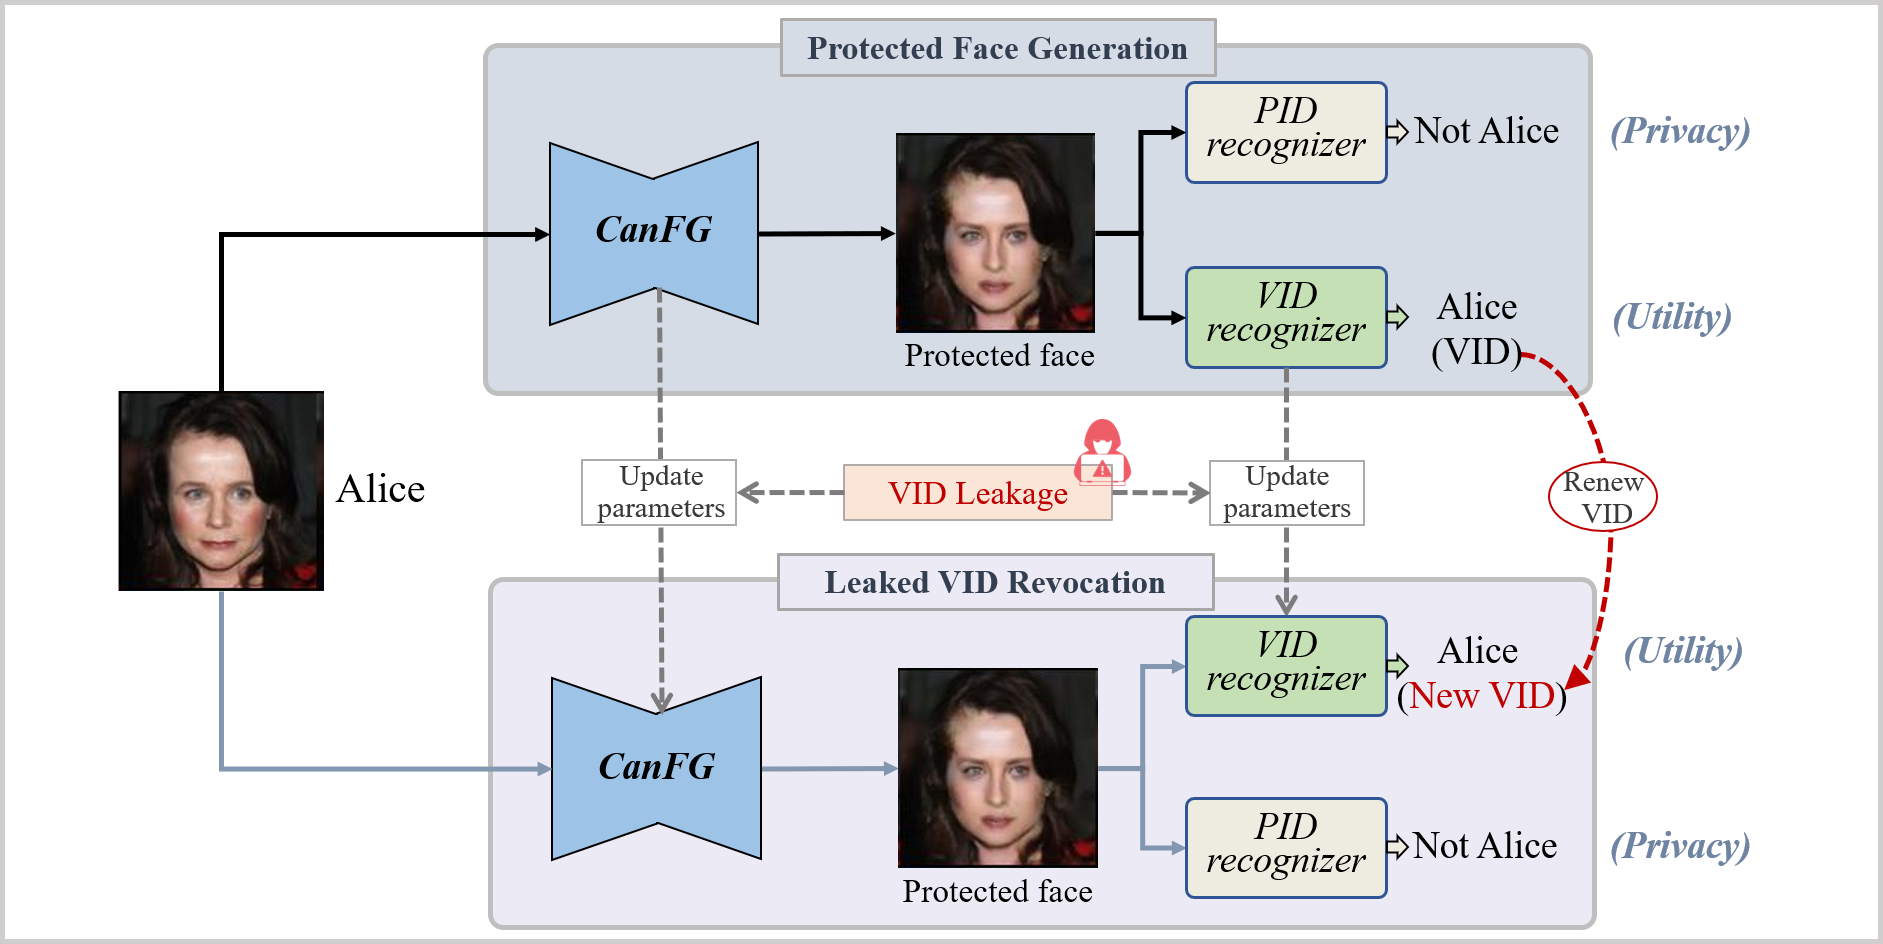 Protected Face Generation
PID
recognizer
Not Alice
(Privacy)
CanFG
VID
recognizer
Alice
(VID)
(Utility)
Protected face
Alice
Update
parameters
VID Leakage
Update
parameters
Renew
VID
Leaked VID Revocation
VID
recognizer
Alice
(New VID)
(Utility)
CanFG
PID
recognizer
Not Alice
(Privacy)
Protected face